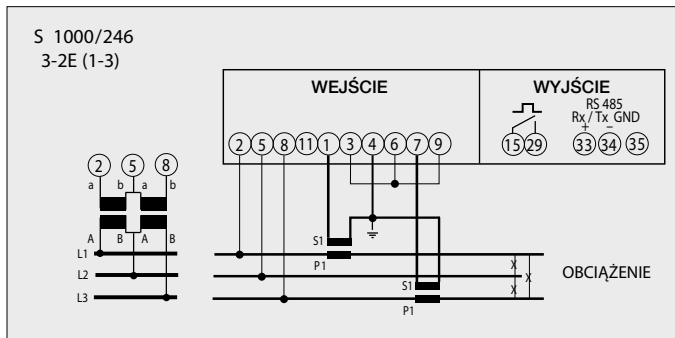 S 1000/246
3-2E (1-3)
WEJŚCIE
WYJŚCIE
RS 485
Rx / Tx GND
+ −
2 5 8 11 1 3 4 6 7 9
15 29 33 34 35
2 5 8
a b a b
A B A B
S1
P1
L1
L2
L3
S1
P1
X
X
X
OBCIĄŻENIE